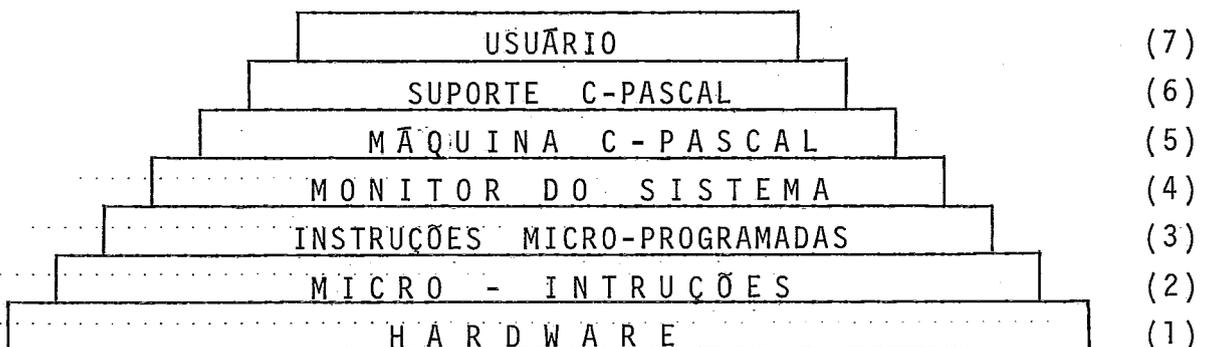 USUÁRIO (7)
SUPORTE C-PASCAL (6)
MÁQUINA C-PASCAL (5)
MONITOR DO SISTEMA (4)
INSTRUÇÕES MICRO-PROGRAMADAS (3)
MICRO - INTRUÇÕES (2)
HARDWARE (1)